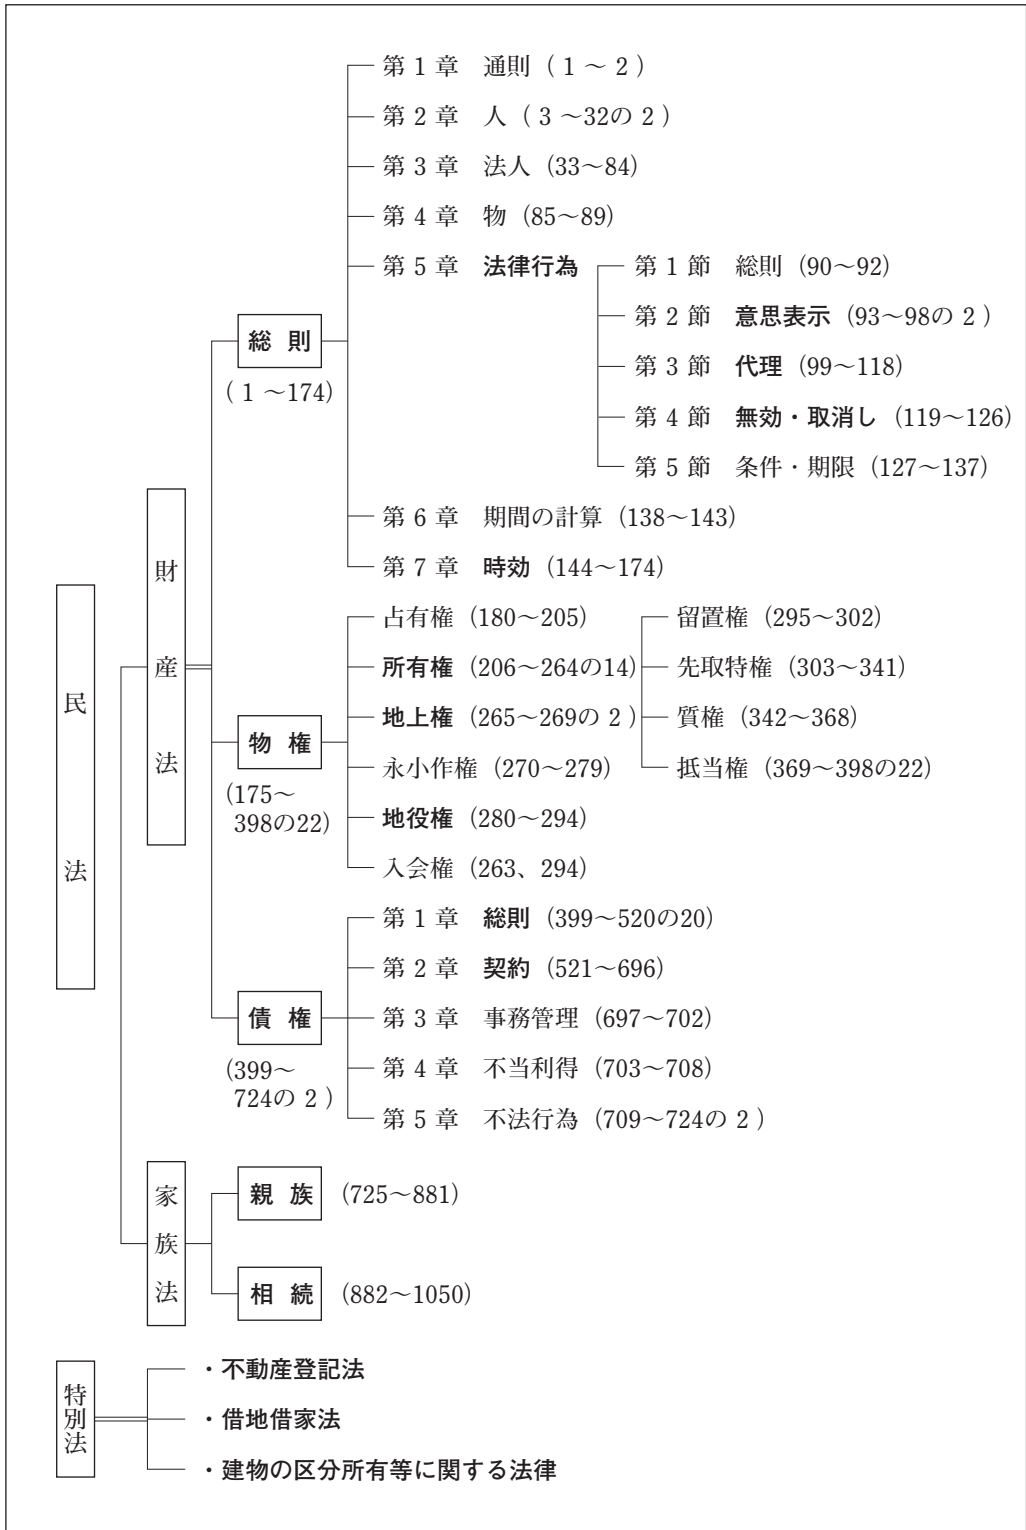 民法
財産法
総則
(1~174)
第1章 通則(1~2)
第2章 人(3~32の2)
第3章 法人(33~84)
第4章 物(85~89)
第5章 法律行為
第1節 総則(90~92)
第2節 意思表示(93~98の2)
第3節 代理(99~118)
第4節 無効・取消し(119~126)
第5節 条件・期限(127~137)
第6章 期間の計算(138~143)
第7章 時効(144~174)
物権
(175~
398の22)
占有権(180~205)
所有権(206~264の14)
地上権(265~269の2)
永小作権(270~279)
地役権(280~294)
入会権(263、294)
留置権(295~302)
先取特権(303~341)
質権(342~368)
抵当権(369~398の22)
債権
(399~
724の2)
第1章 総則(399~520の20)
第2章 契約(521~696)
第3章 事務管理(697~702)
第4章 不当利得(703~708)
第5章 不法行為(709~724の2)
家族法
親族 (725~881)
相続 (882~1050)
特別法
・不動産登記法
・借地借家法
・建物の区分所有等に関する法律